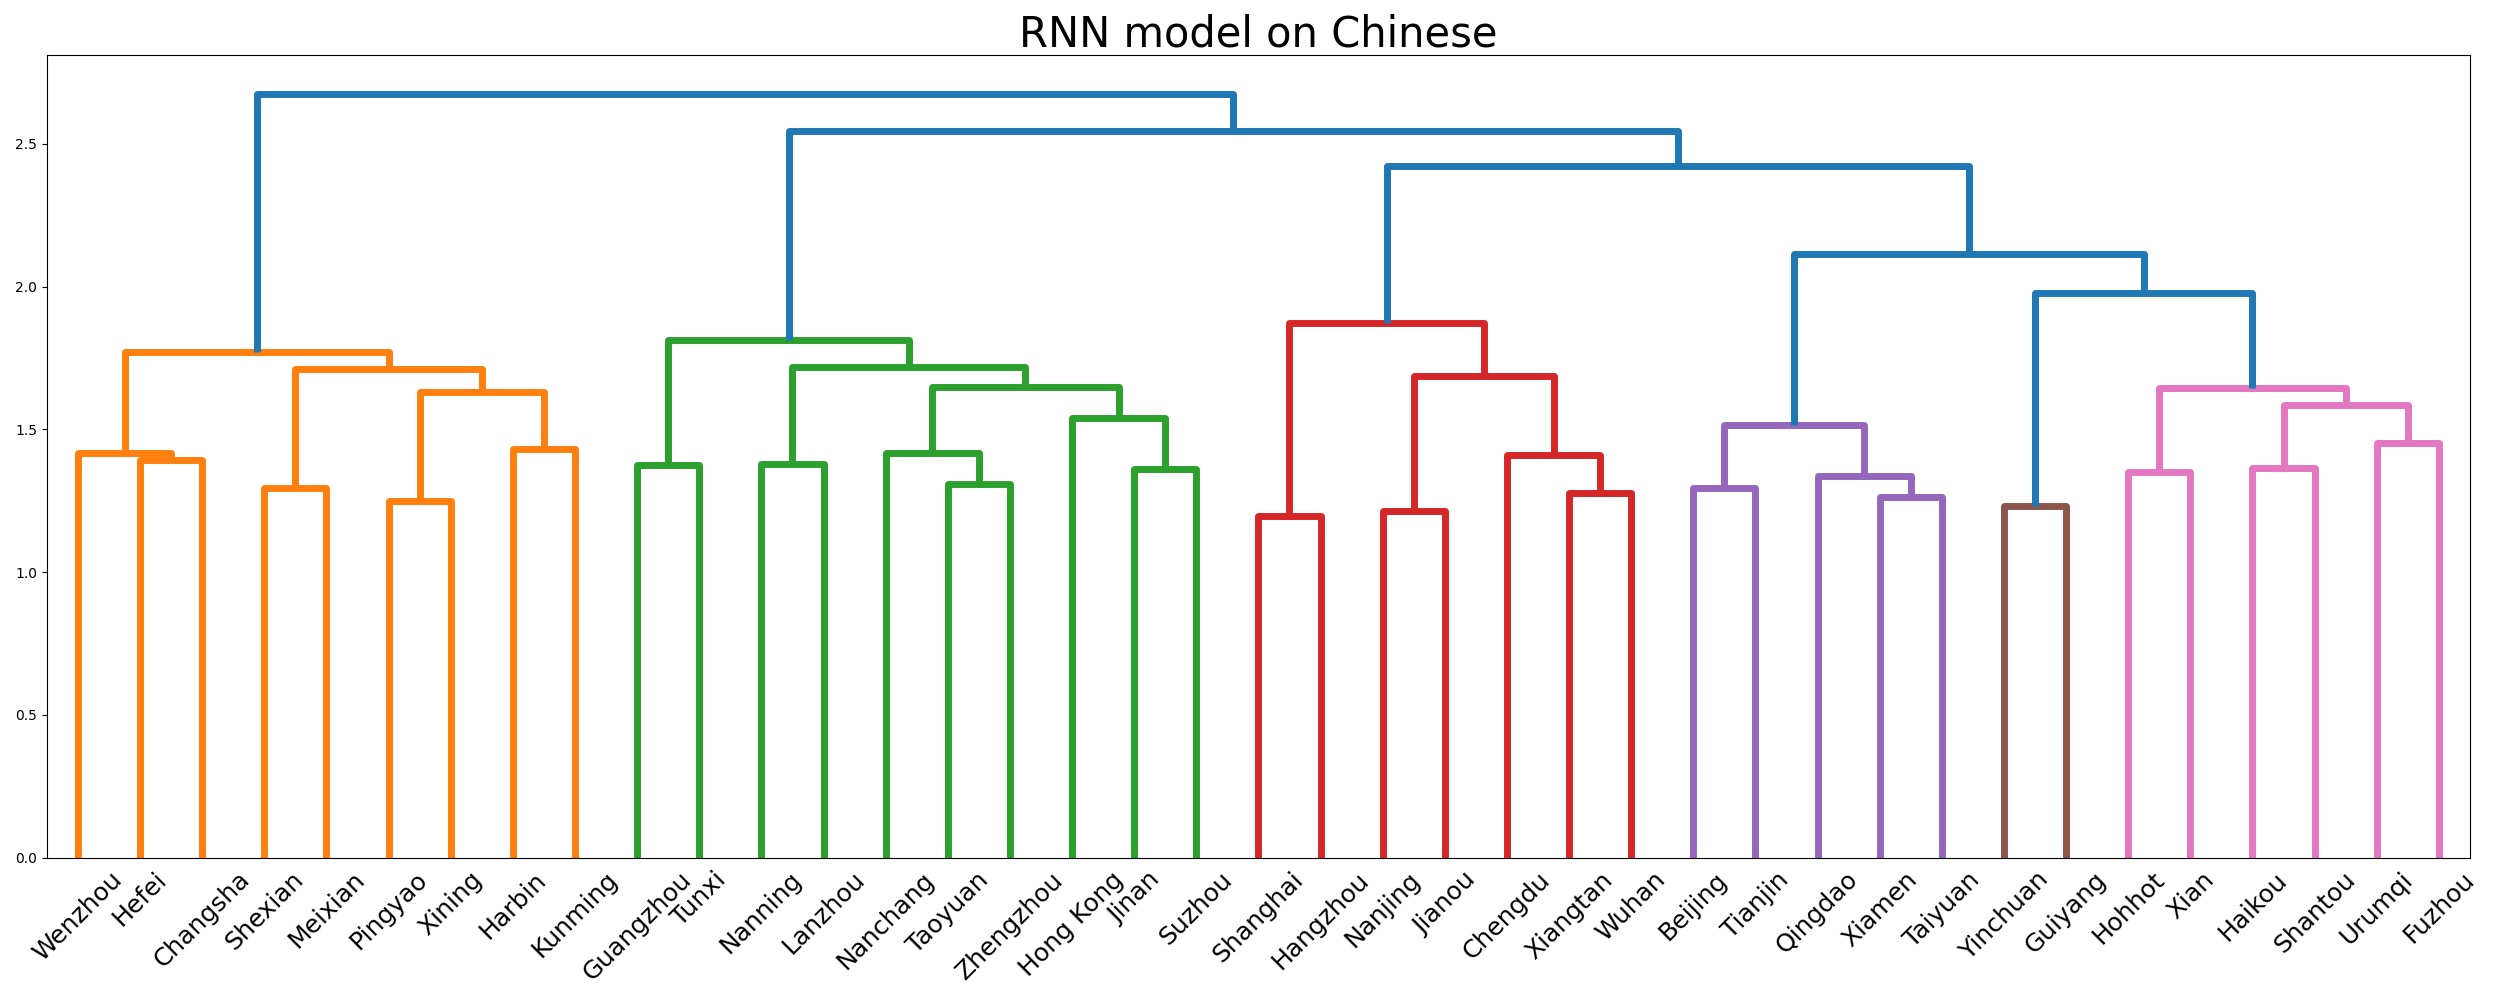 RNN model on Chinese
2.5
2.0
1.5
1.0
0.5
0.0
Wenzhou
Hefei
Changsha
Shexian
Meixian
Pingyao
Xining
Harbin
Kunming
Guangzhou
Tunxi
Nanning
Lanzhou
Nanchang
Taoyuan
Zhengzhou
Hong Kong
Jinan
Suzhou
Shanghai
Hangzhou
Nanjing
Jianou
Chengdu
Xiangtan
Wuhan
Beijing
Tianjin
Qingdao
Xiamen
Taiyuan
Yinchuan
Guiyang
Hohhot
Xian
Haikou
Shantou
Urumqi
Fuzhou